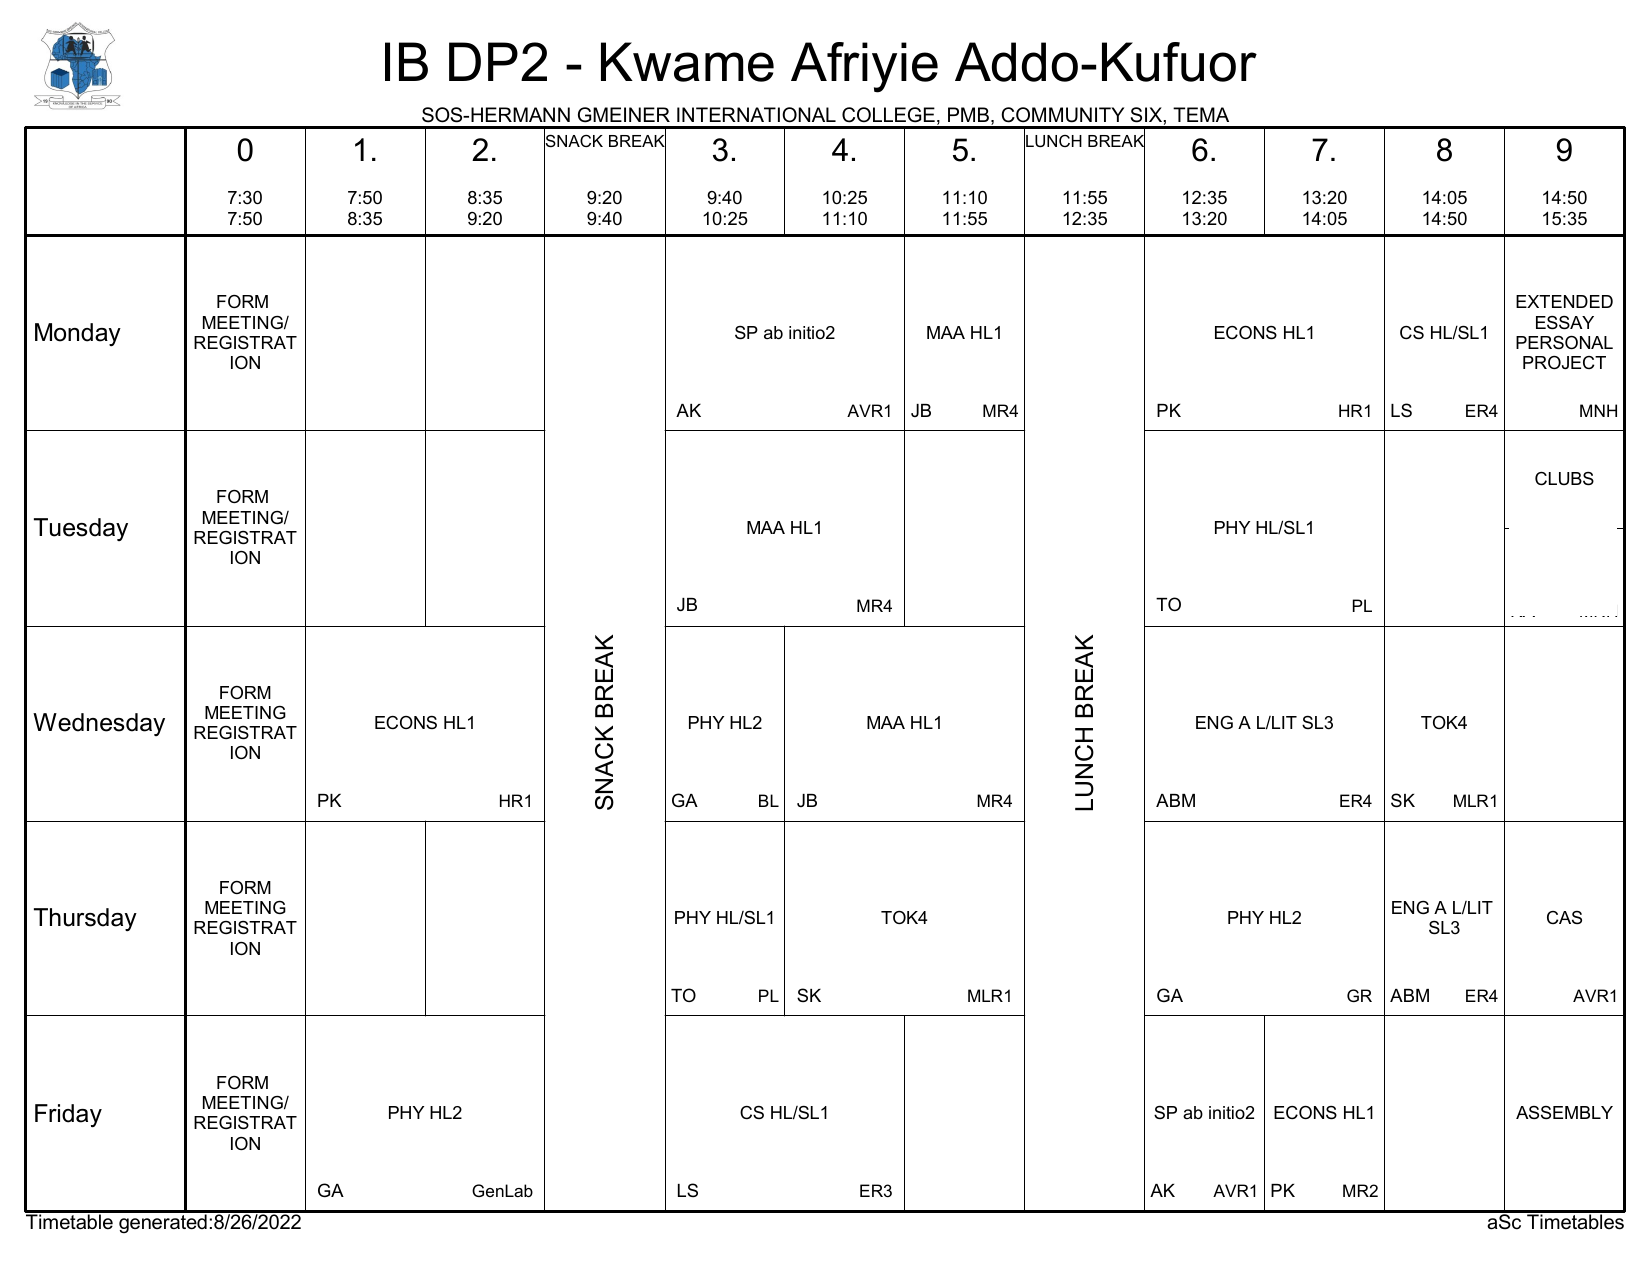 IB DP2 - Kwame Afriyie Addo-Kufuor
SOS-HERMANN GMEINER INTERNATIONAL COLLEGE, PMB, COMMUNITY SIX, TEMA
0 1. 2. SNACK BREAK 3. 4. 5. LUNCH BREAK 6. 7. 8 9
7:30 7:50 8:35 9:20 9:40 10:25 11:10 11:55 12:35 13:20 14:05 14:50
7:50 8:35 9:20 9:40 10:25 11:10 11:55 12:35 13:20 14:05 14:50 15:35
Monday
FORM
MEETING/
REGISTRAT
ION
SP ab initio2
AK AVR1
MAA HL1
JB MR4
ECONS HL1
PK HR1
CS HL/SL1
LS ER4
EXTENDED
ESSAY
PERSONAL
PROJECT
MNH
Tuesday
FORM
MEETING/
REGISTRAT
ION
MAA HL1
JB MR4
PHY HL/SL1
TO PL
CLUBS
SNACK BREAK
LUNCH BREAK
Wednesday
FORM
MEETING
REGISTRAT
ION
ECONS HL1
PK HR1
PHY HL2
GA BL
MAA HL1
JB MR4
ENG A L/LIT SL3
ABM ER4
TOK4
SK MLR1
Thursday
FORM
MEETING
REGISTRAT
ION
PHY HL/SL1
TO PL
TOK4
SK MLR1
PHY HL2
GA GR
ENG A L/LIT
SL3
ABM ER4
CAS
AVR1
Friday
FORM
MEETING/
REGISTRAT
ION
PHY HL2
GA GenLab
CS HL/SL1
LS ER3
SP ab initio2
AK AVR1
ECONS HL1
PK MR2
ASSEMBLY
Timetable generated:8/26/2022
aSc Timetables